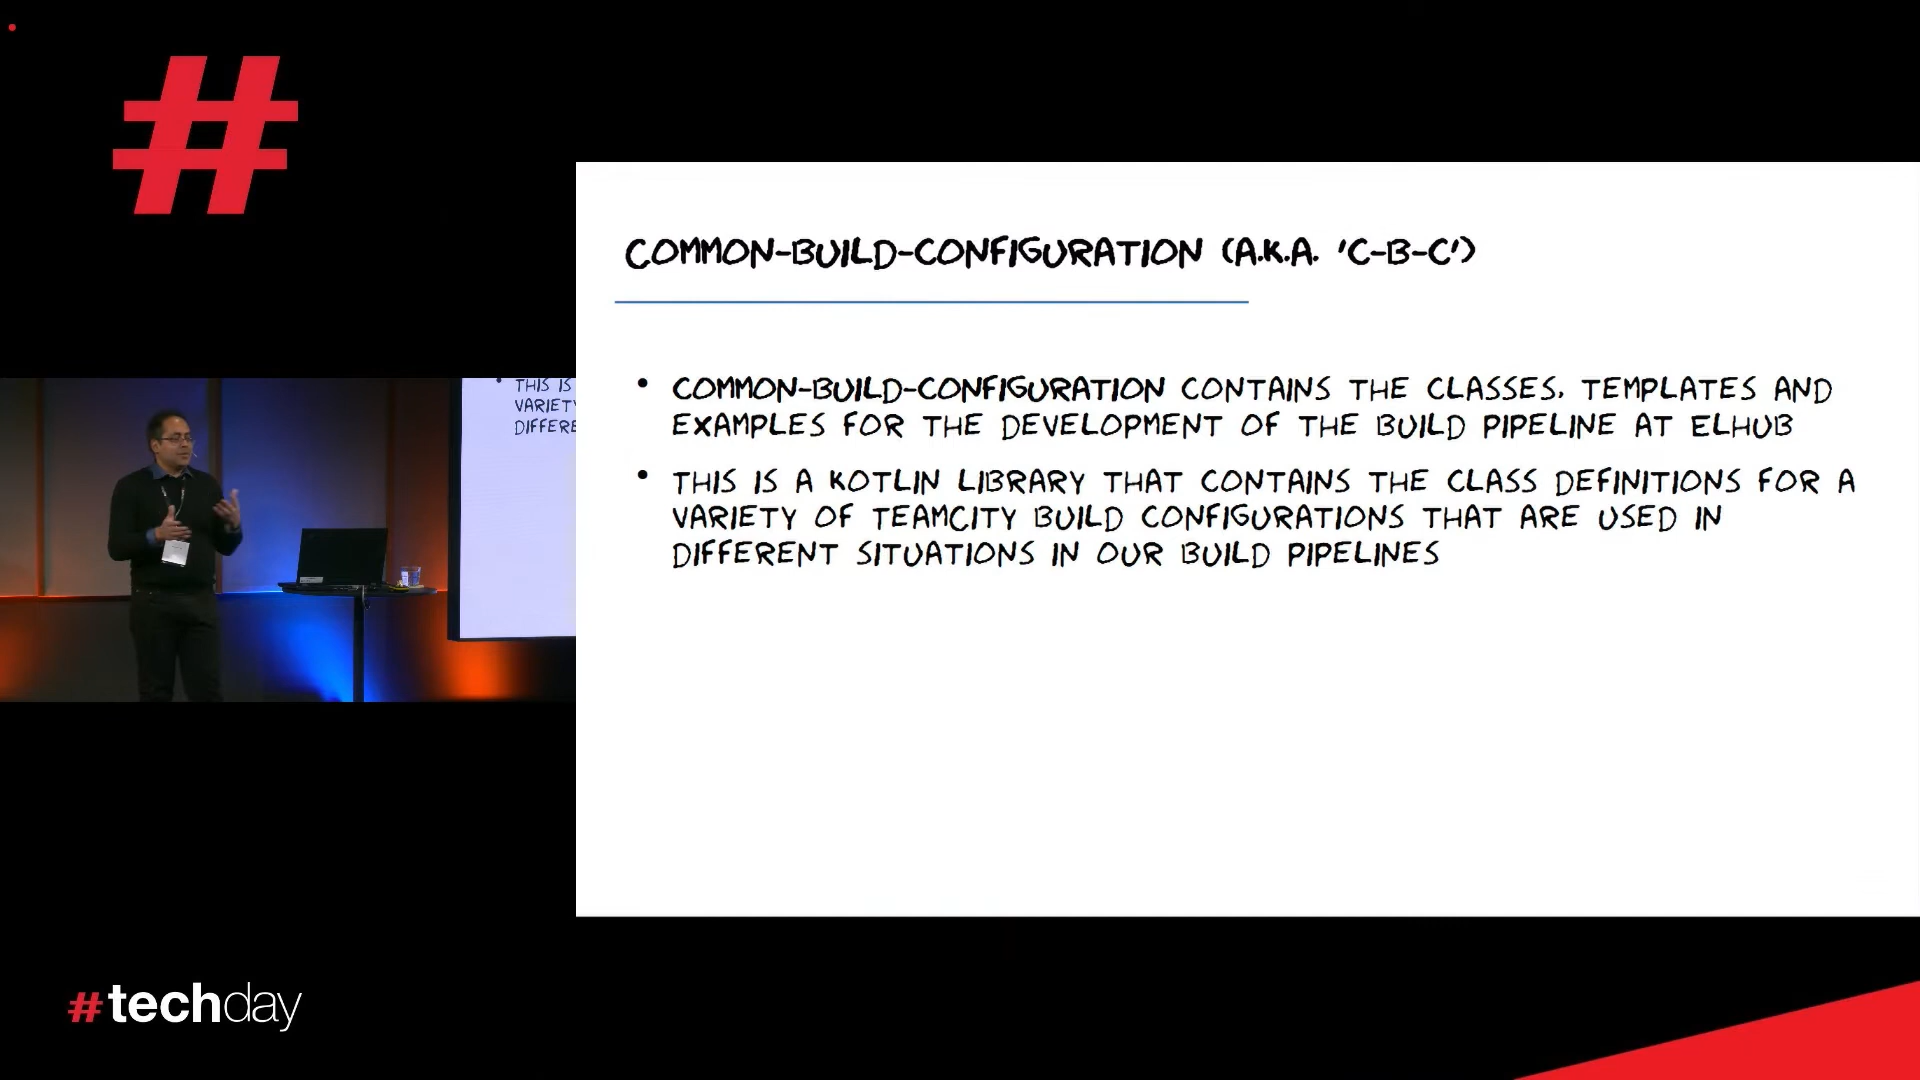 #
COMMON-BUILD-CONFIGURATION (A.K.A. 'C-B-C')
• COMMON-BUILD-CONFIGURATION CONTAINS THE CLASSES, TEMPLATES AND
EXAMPLES FOR THE DEVELOPMENT OF THE BUILD PIPELINE AT ELHUB
• THIS IS A KOTLIN LIBRARY THAT CONTAINS THE CLASS DEFINITIONS FOR A
VARIETY OF TEAMCITY BUILD CONFIGURATIONS THAT ARE USED IN
DIFFERENT SITUATIONS IN OUR BUILD PIPELINES
• THIS IS
VARIETY
DIFFERE
#techday